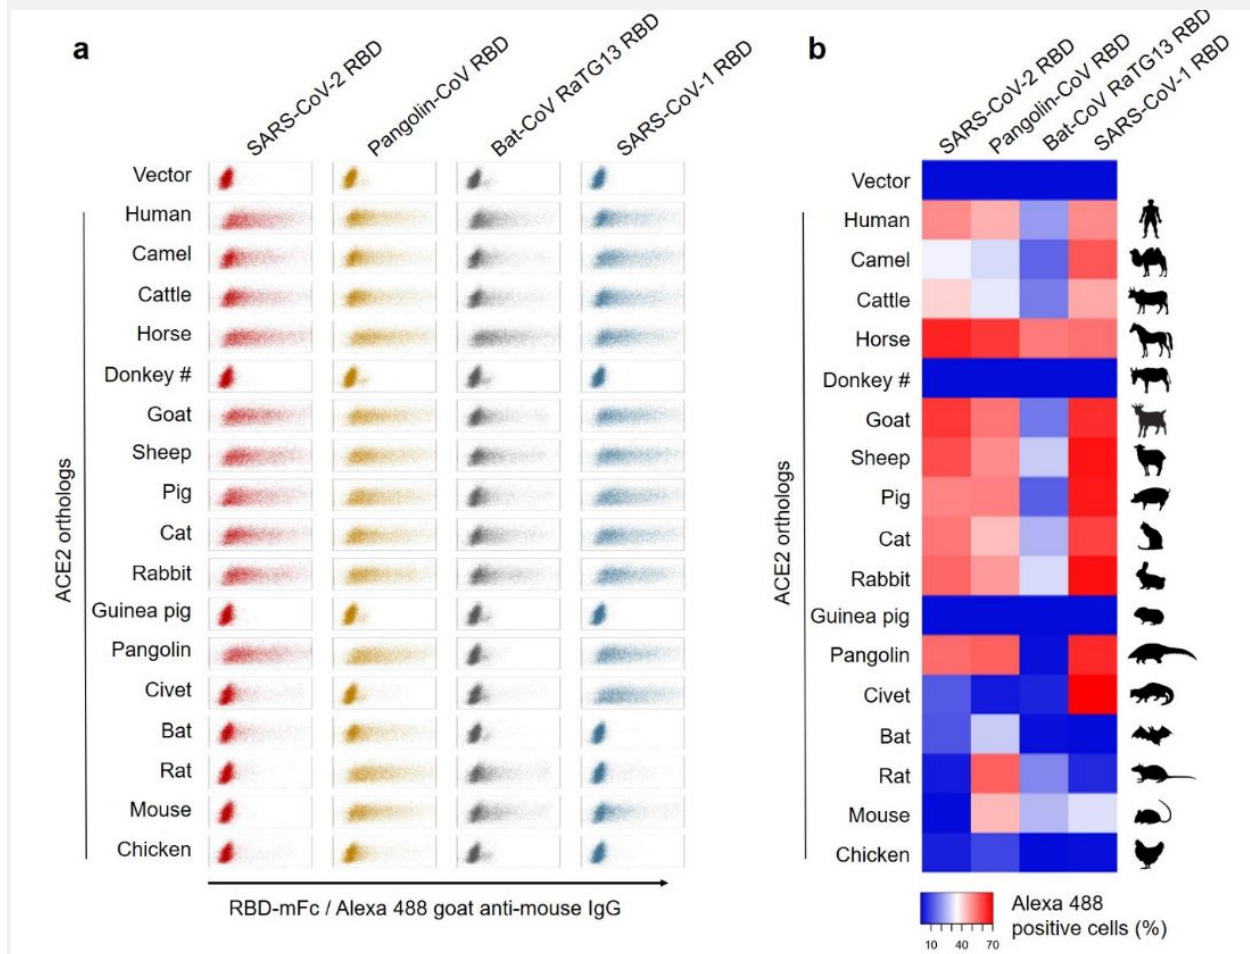 a
SARS-CoV-2 RBD
Pangolin-CoV RBD
Bat-CoV RaTG13 RBD
SARS-CoV-1 RBD
Vector
Human
Camel
Cattle
Horse
Donkey #
Goat
Sheep
Pig
Cat
Rabbit
Guinea pig
Pangolin
Civet
Bat
Rat
Mouse
Chicken
ACE2 orthologs
RBD-mFc / Alexa 488 goat anti-mouse IgG
b
SARS-CoV-2 RBD
Pangolin-CoV RBD
Bat-CoV RaTG13 RBD
SARS-CoV-1 RBD
Vector
Human
Camel
Cattle
Horse
Donkey #
Goat
Sheep
Pig
Cat
Rabbit
Guinea pig
Pangolin
Civet
Bat
Rat
Mouse
Chicken
ACE2 orthologs
10 40 70
Alexa 488
positive cells (%)